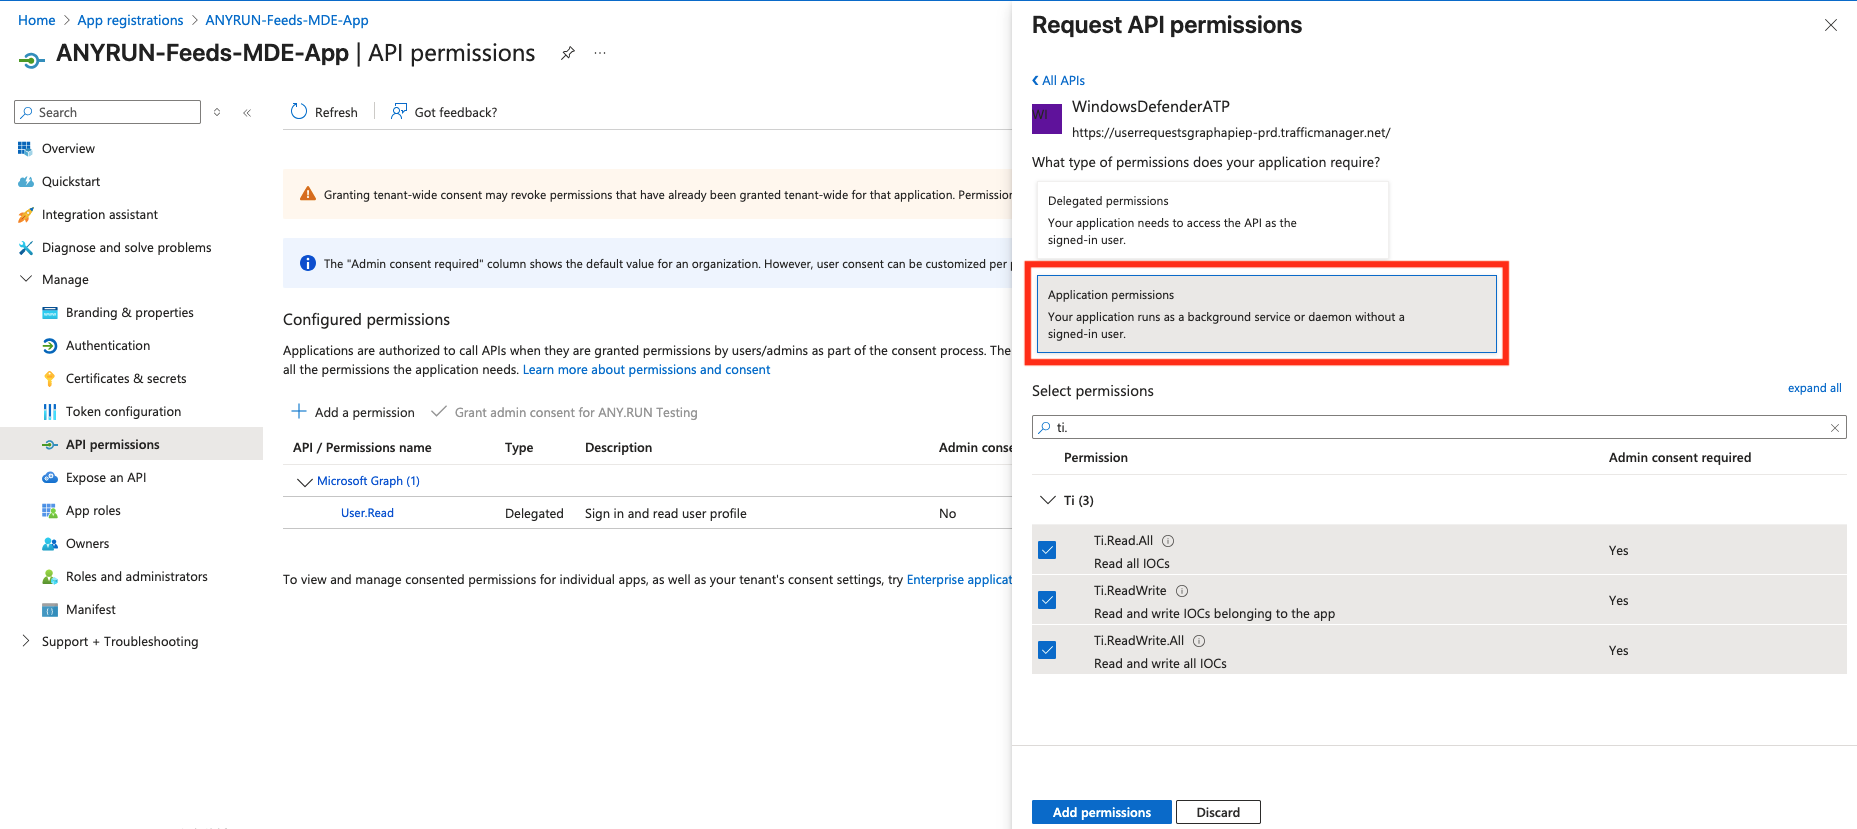 Home > App registrations > ANYRUN-Feeds-MDE-App
ANYRUN-Feeds-MDE-App | API permissions
Search
Overview
Quickstart
Integration assistant
Diagnose and solve problems
Manage
Branding & properties
Authentication
Certificates & secrets
Token configuration
API permissions
Expose an API
App roles
Owners
Roles and administrators
Manifest
Support + Troubleshooting
Refresh
Got feedback?
Granting tenant-wide consent may revoke permissions that have already been granted tenant-wide for that application. Permission
The "Admin consent required" column shows the default value for an organization. However, user consent can be customized per
Configured permissions
Applications are authorized to call APIs when they are granted permissions by users/admins as part of the consent process. The
all the permissions the application needs. Learn more about permissions and consent
Add a permission
Grant admin consent for ANY.RUN Testing
API / Permissions name Type Description Admin conse
Microsoft Graph (1)
User.Read Delegated Sign in and read user profile No
To view and manage consented permissions for individual apps, as well as your tenant's consent settings, try Enterprise applicat
Request API permissions
All APIs
WI
WindowsDefenderATP
https://userrequestsgraphapiep-prd.trafficmanager.net/
What type of permissions does your application require?
Delegated permissions
Your application needs to access the API as the
signed-in user.
Application permissions
Your application runs as a background service or daemon without a
signed-in user.
Select permissions
expand all
ti.
Permission Admin consent required
Ti (3)
Ti.Read.All
Read all IOCs
Yes
Ti.ReadWrite
Read and write IOCs belonging to the app
Yes
Ti.ReadWrite.All
Read and write all IOCs
Yes
Add permissions
Discard